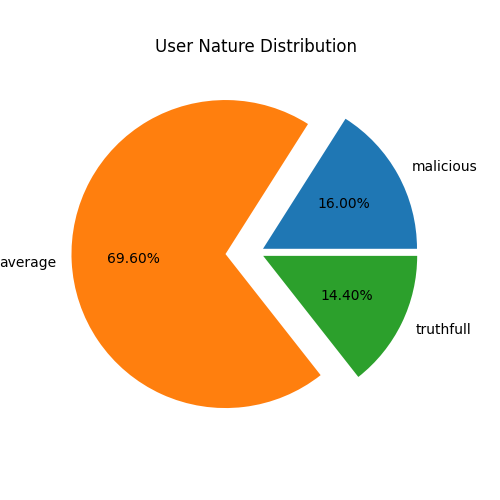 User Nature Distribution
malicious
16.00%
average
69.60%
14.40%
truthfull